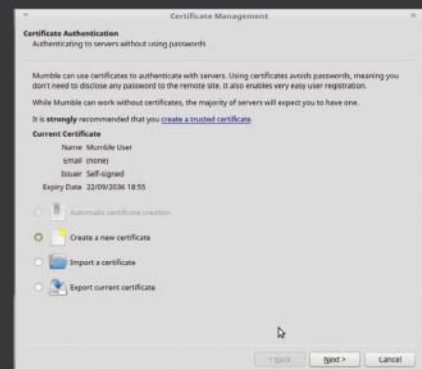 Certificate Management
Certificate Authentication
Authenticating to servers without using passwords
Mumble can use certificates to authenticate with servers. Using certificates avoids passwords, meaning you
don't need to disclose any password to the remote site. It also enables very easy user registration.
While Mumble can work without certificates, the majority of servers will expect you to have one.
It is strongly recommended that you create a trusted certificate.
Current Certificate
Name Mumble User
Email (none)
Issuer Self-signed
Expiry Date 22/09/2036 18:55
Automatic certificate creation
Create a new certificate
Import a certificate
Export current certificate
< Back Next > Cancel